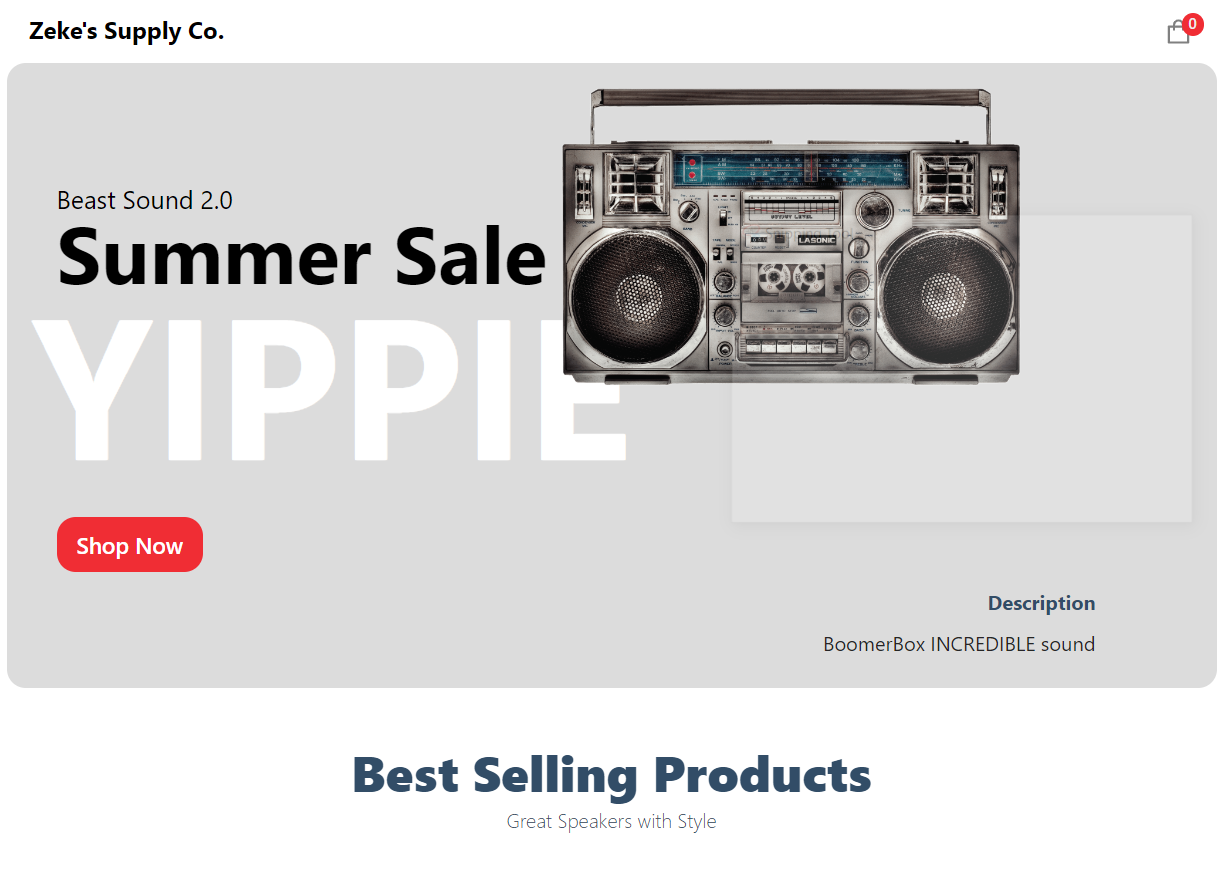 Zeke's Supply Co.
0
Beast Sound 2.0
Summer Sale
YIPPIE
LASONIC
Shop Now
Description
BoomerBox INCREDIBLE sound
Best Selling Products
Great Speakers with Style